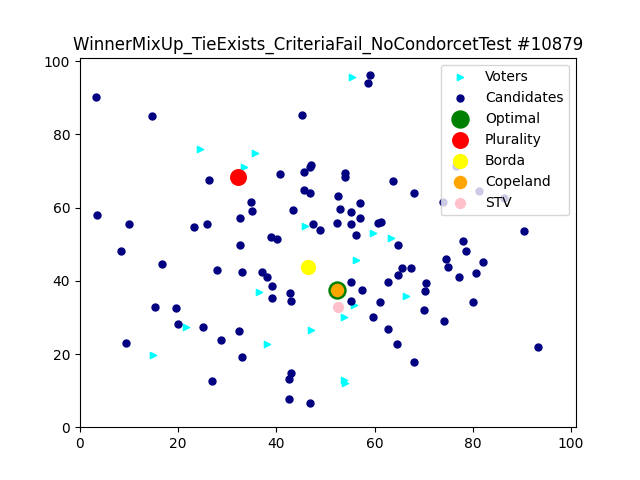 WinnerMixUp_TieExists_CriteriaFail_NoCondorcetTest #10879
100
80
60
40
20
0
0 20 40 60 80 100
Voters
Candidates
Optimal
Plurality
Borda
Copeland
STV